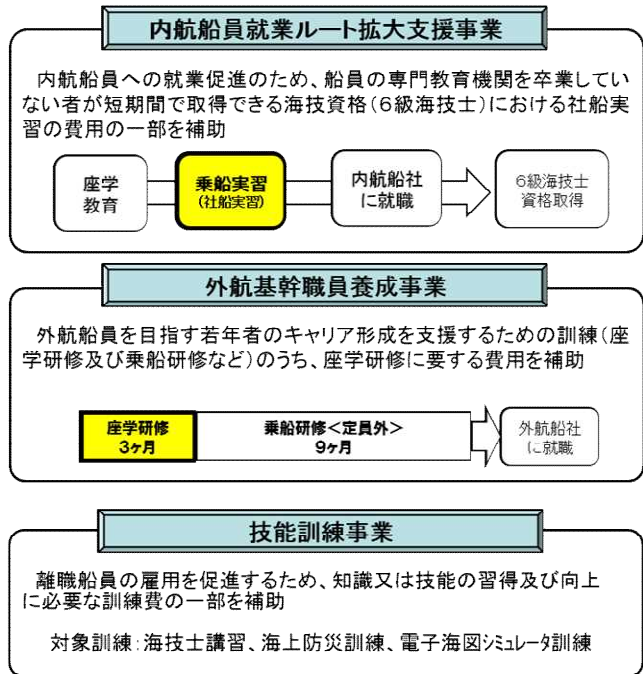 内航船員就業ルート拡大支援事業
内航船員への就業促進のため、船員の専門教育機関を卒業してい
ない者が短期間で取得できる海技資格(6級海技士)における社船実
習の費用の一部を補助
座学
教育
乗船実習
(社船実習)
内航船社
に就職
6級海技士
資格取得
外航基幹職員養成事業
外航船員を目指す若年者のキャリア形成を支援するための訓練(座
学研修及び乗船研修など)のうち、座学研修に要する費用を補助
座学研修
3ヶ月
乗船研修<定員外>
9ヶ月
外航船社
に就職
技能訓練事業
離職船員の雇用を促進するため、知識又は技能の習得及び向上
に必要な訓練費の一部を補助
対象訓練:海技士講習、海上防災訓練、電子海図シミュレータ訓練